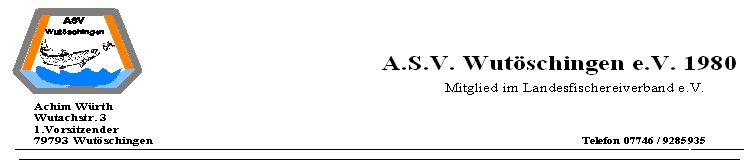 ASV
Wutöschingen
A.S.V. Wutöschingen e.V. 1980
Mitglied im Landesfischereiverband e.V.
Achim Würth
Wutachstr. 3
1.Vorsitzender
79793 Wutöschingen
Telefon 07746 / 9285935